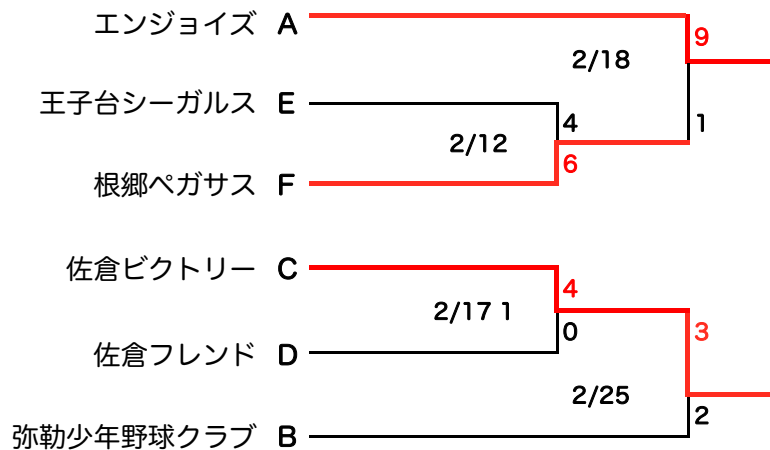 エンジョイズ A
9
2/18
王子台シーガルス E
4
2/12
1
6
根郷ペガサス F
佐倉ビクトリー C
4
2/17 1
0
3
佐倉フレンド D
2/25
2
弥勒少年野球クラブ B